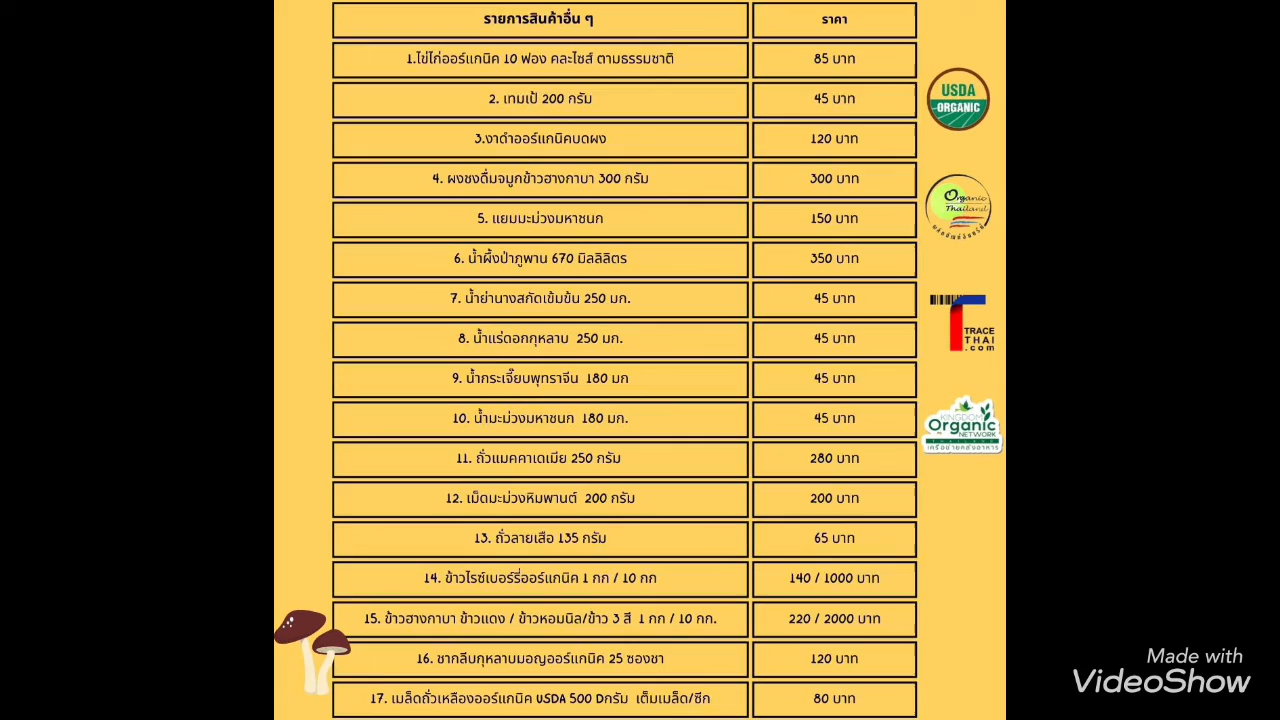 รายการสินค้าอื่น ๆ ราคา
1.ไข่ไก่ออร์แกนิค 10 ฟอง คละไซส์ ตามธรรมชาติ 85 บาท
2. เทมเป้ 200 กรัม 45 บาท
3.งาดำออร์แกนิคบดผง 120 บาท
4. ผงชงดื่มจมูกข้าวฮางกาบา 300 กรัม 300 บาท
5. แยมมะม่วงมหาชนก 150 บาท
6. น้ำผึ้งป่าภูพาน 670 มิลลิลิตร 350 บาท
7. น้ำย่านางสกัดเข้มข้น 250 มก. 45 บาท
8. น้ำแร่ดอกกุหลาบ 250 มก. 45 บาท
9. น้ำกระเจี๊ยบพุทราจีน 180 มก 45 บาท
10. น้ำมะม่วงมหาชนก 180 มก. 45 บาท
11. ถั่วแมคคาเดเมีย 250 กรัม 280 บาท
12. เม็ดมะม่วงหิมพานต์ 200 กรัม 200 บาท
13. ถั่วลายเสือ 135 กรัม 65 บาท
14. ข้าวไรซ์เบอร์รี่ออร์แกนิค 1 กก / 10 กก 140 / 1000 บาท
15. ข้าวฮางกาบา ข้าวแดง / ข้าวหอมนิล/ข้าว 3 สี 1 กก / 10 กก. 220 / 2000 บาท
16. ชากลีบกุหลาบมอญออร์แกนิค 25 ซองชา 120 บาท
17. เมล็ดถั่วเหลืองออร์แกนิค USDA 500 Dกรัม เต็มเมล็ด/ซีก 80 บาท
USDA
ORGANIC
Organic
Thailand
TRACE
THAI
.com
KINGDOM
Organic
NETWORK
เครือข่ายคลังอาหาร
Made with
VideoShow